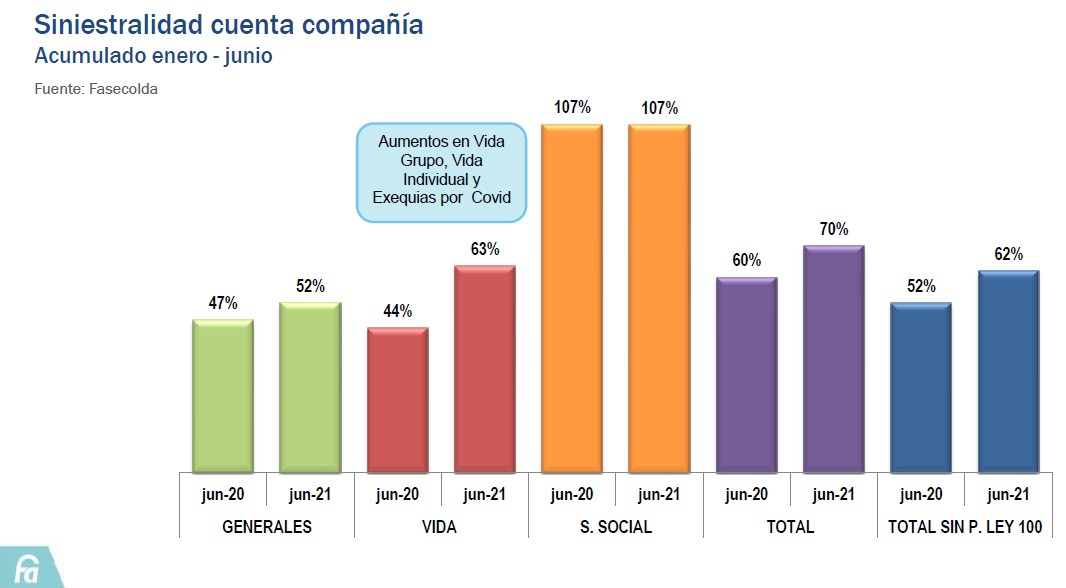 Siniestralidad cuenta compañía
Acumulado enero - junio
Fuente: Fasecolda
Aumentos en Vida
Grupo, Vida
Individual y
Exequias por Covid
107%
107%
47%
52%
44%
63%
60%
70%
52%
62%
jun-20
jun-21
jun-20
jun-21
jun-20
jun-21
jun-20
jun-21
jun-20
jun-21
GENERALES
VIDA
S. SOCIAL
TOTAL
TOTAL SIN P. LEY 100
fa